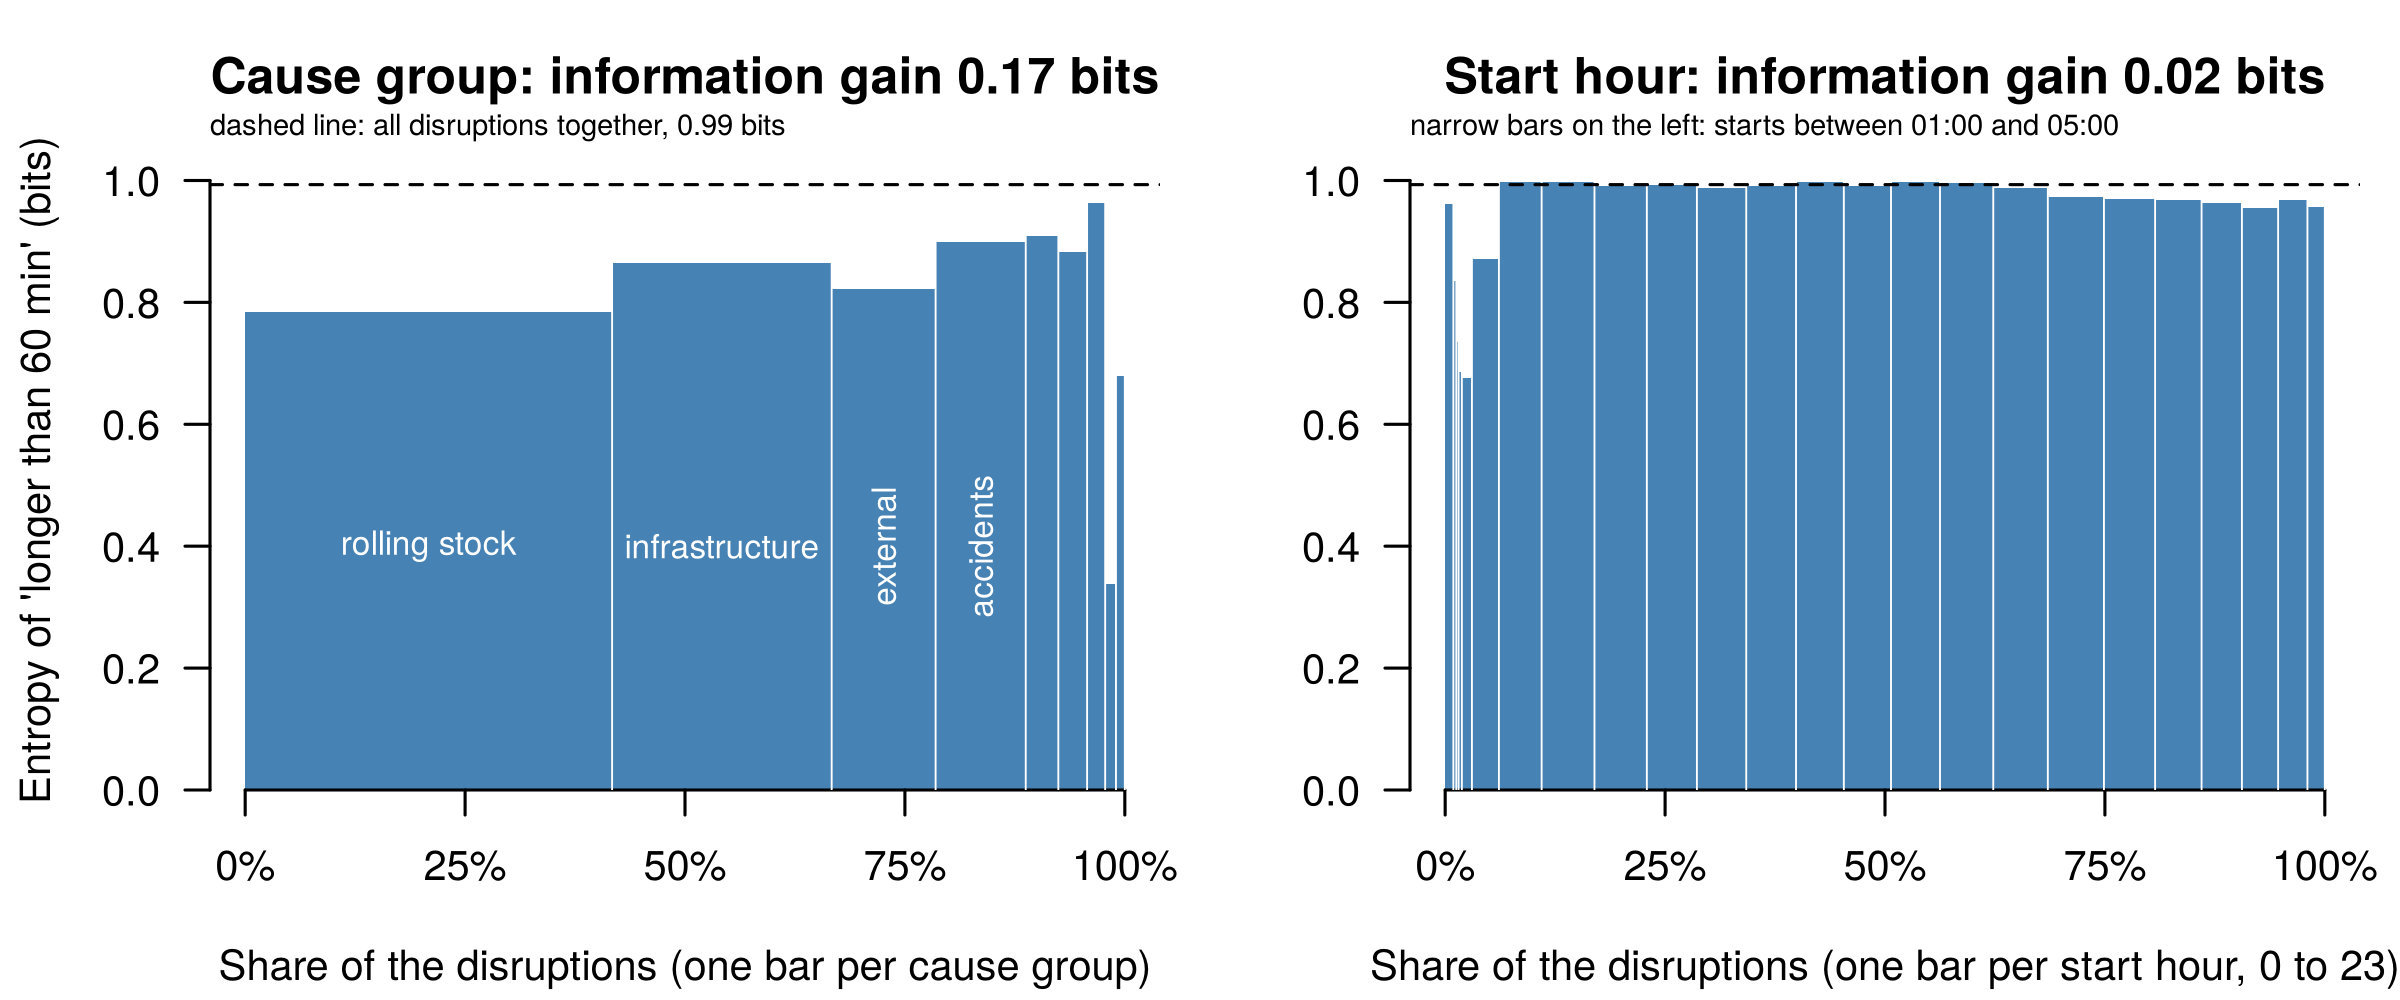 Cause group: information gain 0.17 bits
dashed line: all disruptions together, 0.99 bits
Entropy of 'longer than 60 min' (bits)
1.0
0.8
0.6
0.4
0.2
0.0
rolling stock
infrastructure
external
accidents
0%
25%
50%
75%
100%
Share of the disruptions (one bar per cause group)
Start hour: information gain 0.02 bits
narrow bars on the left: starts between 01:00 and 05:00
1.0
0.8
0.6
0.4
0.2
0.0
0%
25%
50%
75%
100%
Share of the disruptions (one bar per start hour, 0 to 23)